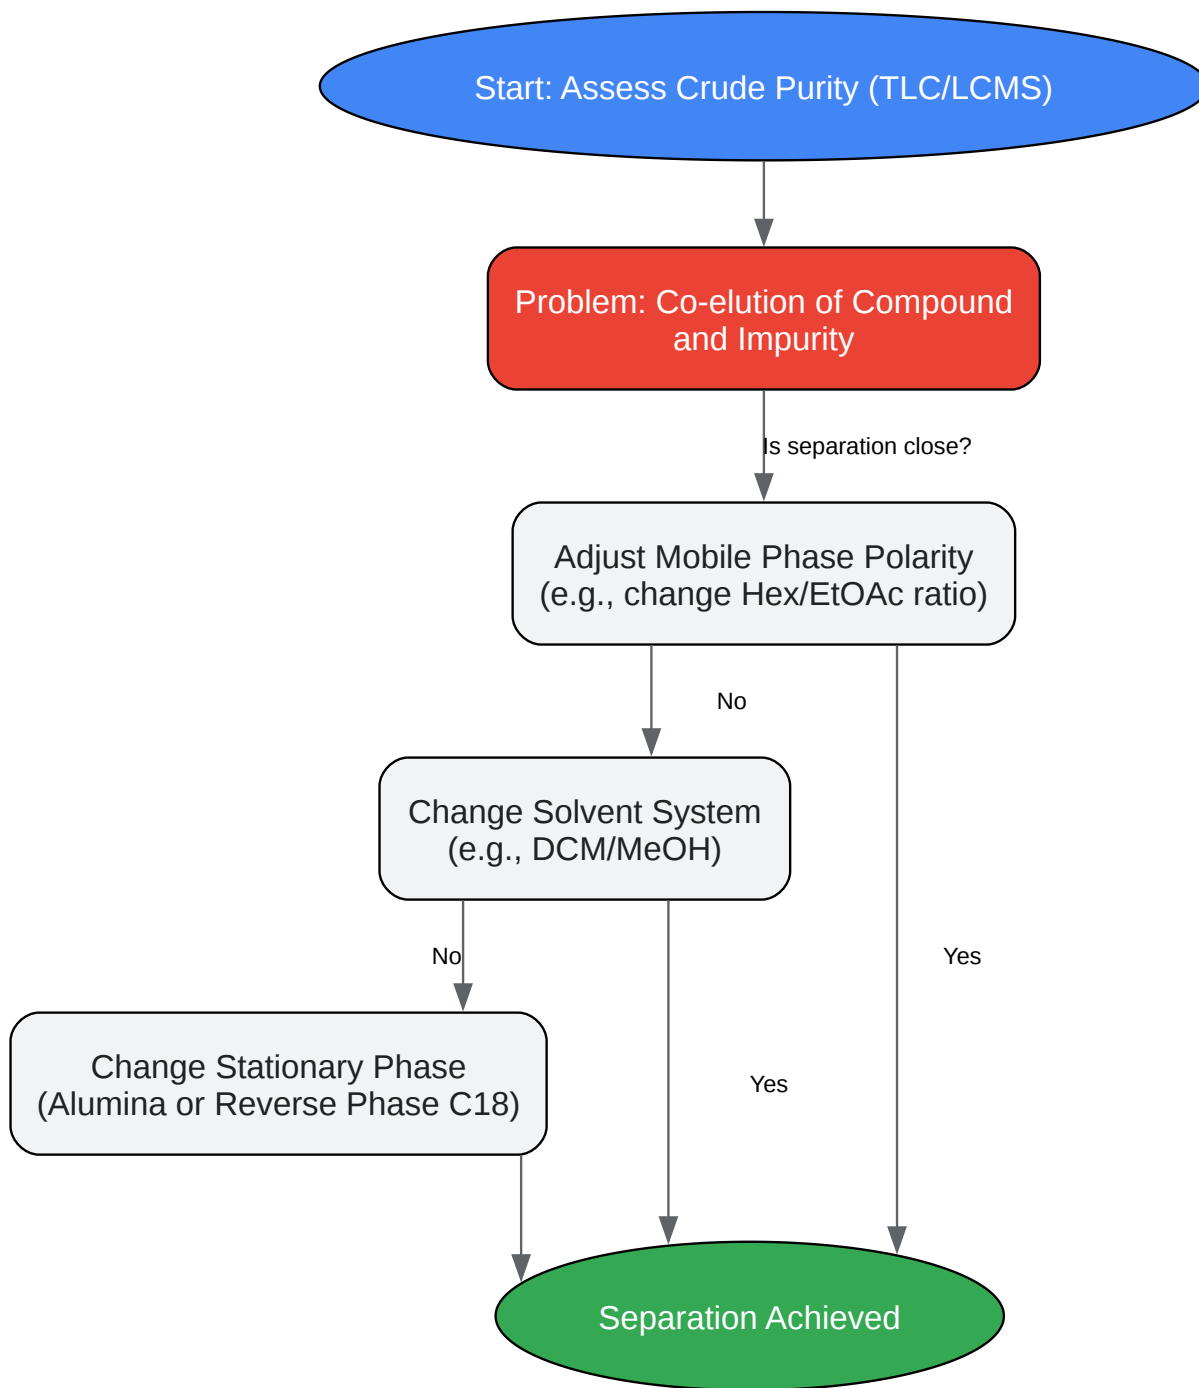 Start: Assess Crude Purity (TLC/LCMS)
Problem: Co-elution of Compound
and Impurity
Is separation close?
Adjust Mobile Phase Polarity
(e.g., change Hex/EtOAc ratio)
No
Change Solvent System
(e.g., DCM/MeOH)
No
Yes
Change Stationary Phase
(Alumina or Reverse Phase C18)
Yes
Separation Achieved